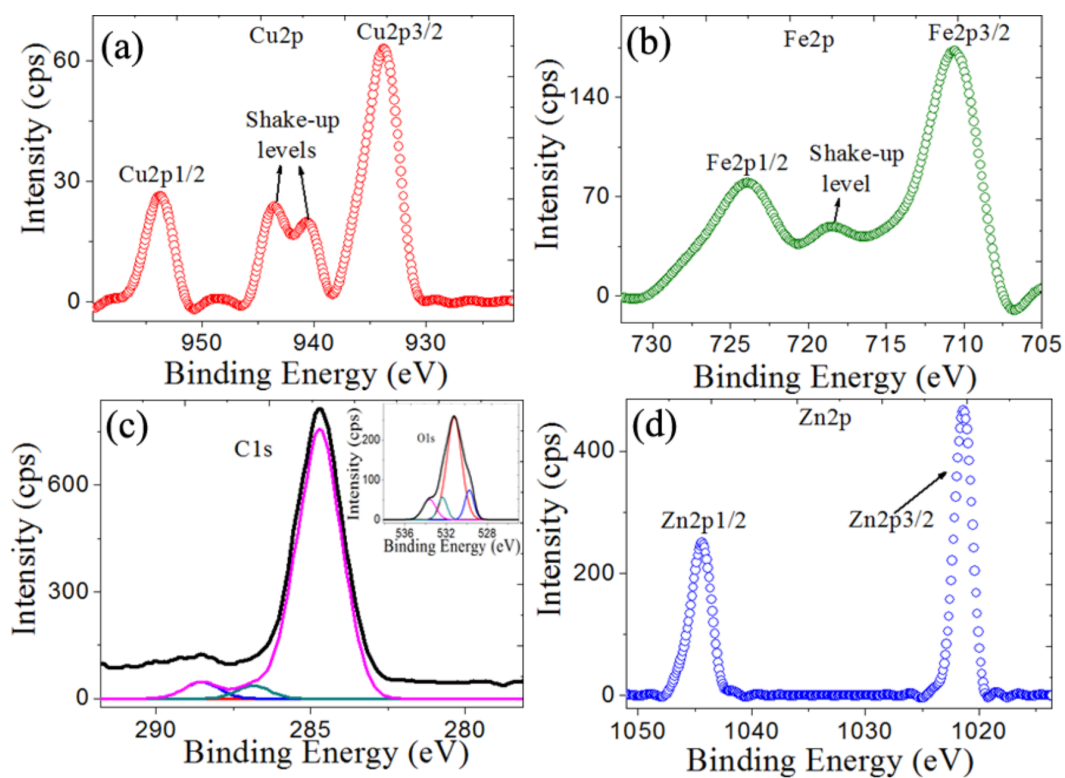 (a)
Cu2p
Cu2p3/2
Shake-up
levels
Cu2p1/2
Intensity (cps)
60
30
0
950
940
930
Binding Energy (eV)
(b)
Fe2p
Fe2p3/2
Fe2p1/2
Shake-up
level
Intensity (cps)
140
70
0
730
725
720
715
710
705
Binding Energy (eV)
(c)
C1s
Intensity (cps)
600
300
0
290
285
280
Binding Energy (eV)
O1s
Intensity (cps)
200
100
0
536
532
528
Binding Energy (eV)
(d)
Zn2p
Zn2p1/2
Zn2p3/2
Intensity (cps)
400
200
0
1050
1040
1030
1020
Binding Energy (eV)